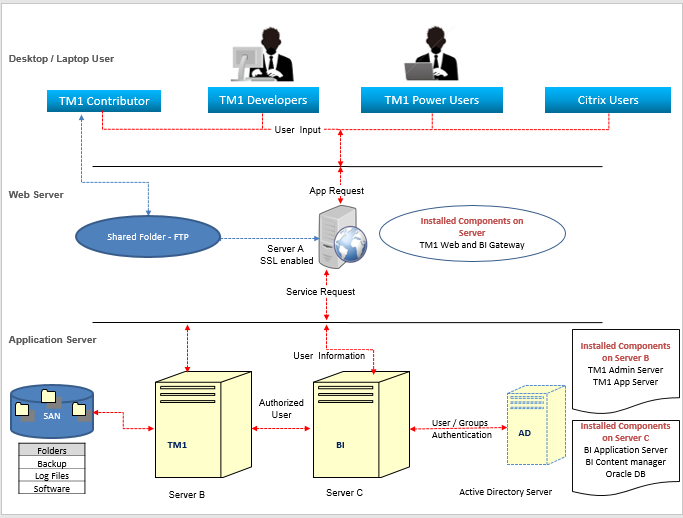 Desktop / Laptop User
TM1 Contributor
TM1 Developers
TM1 Power Users
Citrix Users
User Input
Web Server
App Request
Shared Folder - FTP
Server A
SSL enabled
Installed Components on
Server
TM1 Web and BI Gateway
Service Request
Application Server
User Information
Installed Components
on Server B
TM1 Admin Server
TM1 App Server
SAN
TM1
Authorized
User
BI
User / Groups
Authentication
AD
Installed Components
on Server C
BI Application Server
BI Content manager
Oracle DB
Folders
Backup
Log Files
Software
Server B
Server C
Active Directory Server